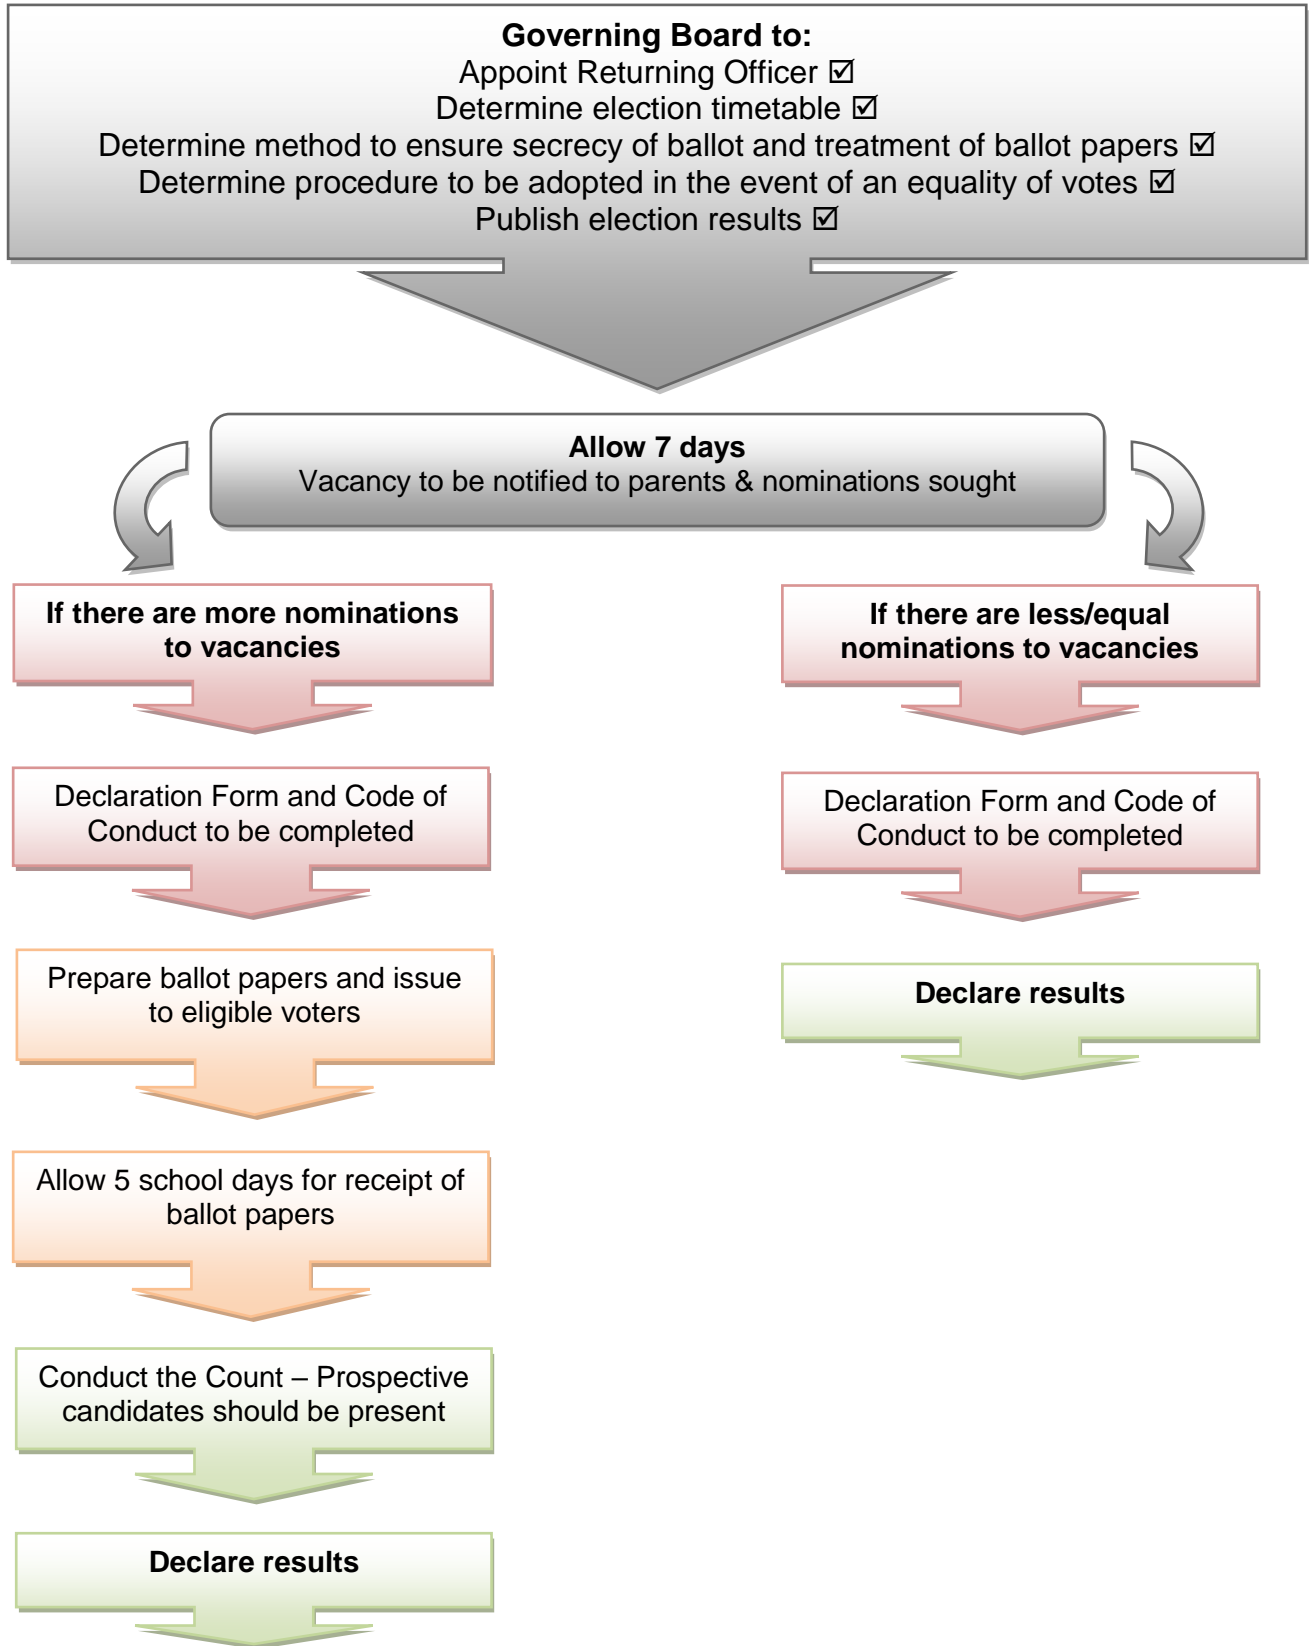 Governing Board to:
Appoint Returning Officer ☑
Determine election timetable ☑
Determine method to ensure secrecy of ballot and treatment of ballot papers ☑
Determine procedure to be adopted in the event of an equality of votes ☑
Publish election results ☑
Allow 7 days
Vacancy to be notified to parents & nominations sought
If there are more nominations
to vacancies
Declaration Form and Code of
Conduct to be completed
Prepare ballot papers and issue
to eligible voters
Allow 5 school days for receipt of
ballot papers
Conduct the Count – Prospective
candidates should be present
Declare results
If there are less/equal
nominations to vacancies
Declaration Form and Code of
Conduct to be completed
Declare results